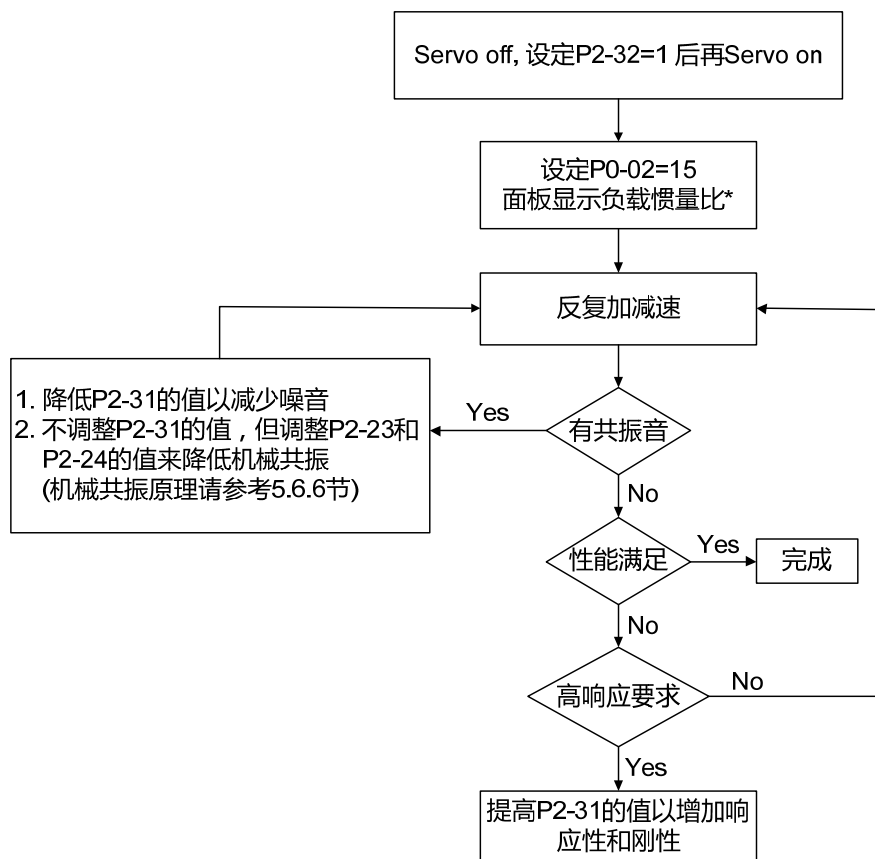 Servo off, 设定P2-32=1 后再Servo on
设定P0-02=15
面板显示负载惯量比*
反复加减速
1. 降低P2-31的值以减少噪音
2. 不调整P2-31的值，但调整P2-23和
P2-24的值来降低机械共振
(机械共振原理请参考5.6.6节)
Yes
有共振音
No
性能满足
Yes
完成
No
高响应要求
No
Yes
提高P2-31的值以增加响
应性和刚性